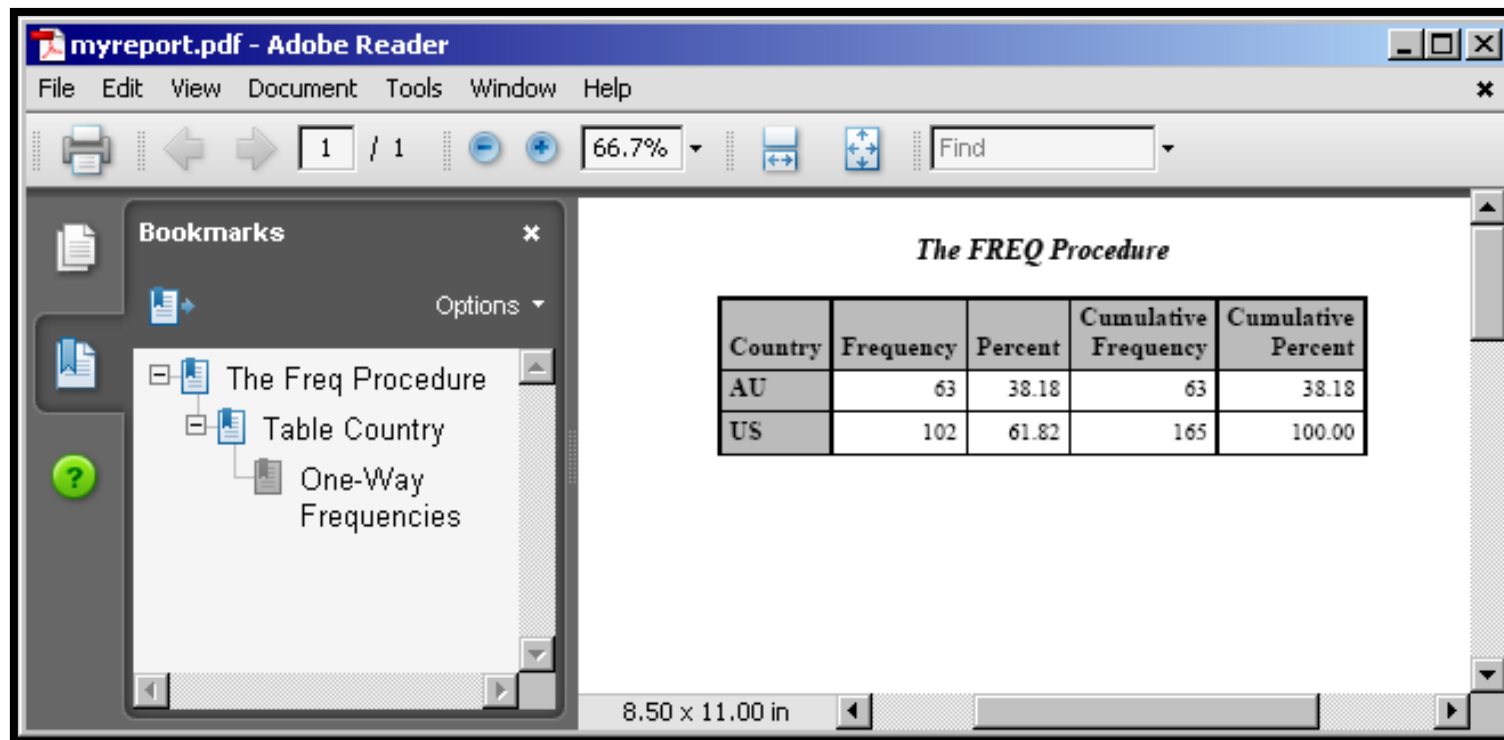 myreport.pdf - Adobe Reader
File Edit View Document Tools Window Help
1 / 1 66.7% Find
Bookmarks
Options
The Freq Procedure
Table Country
One-Way
Frequencies
The FREQ Procedure
Country Frequency Percent Cumulative Frequency Cumulative Percent
AU 63 38.18 63 38.18
US 102 61.82 165 100.00
8.50 x 11.00 in